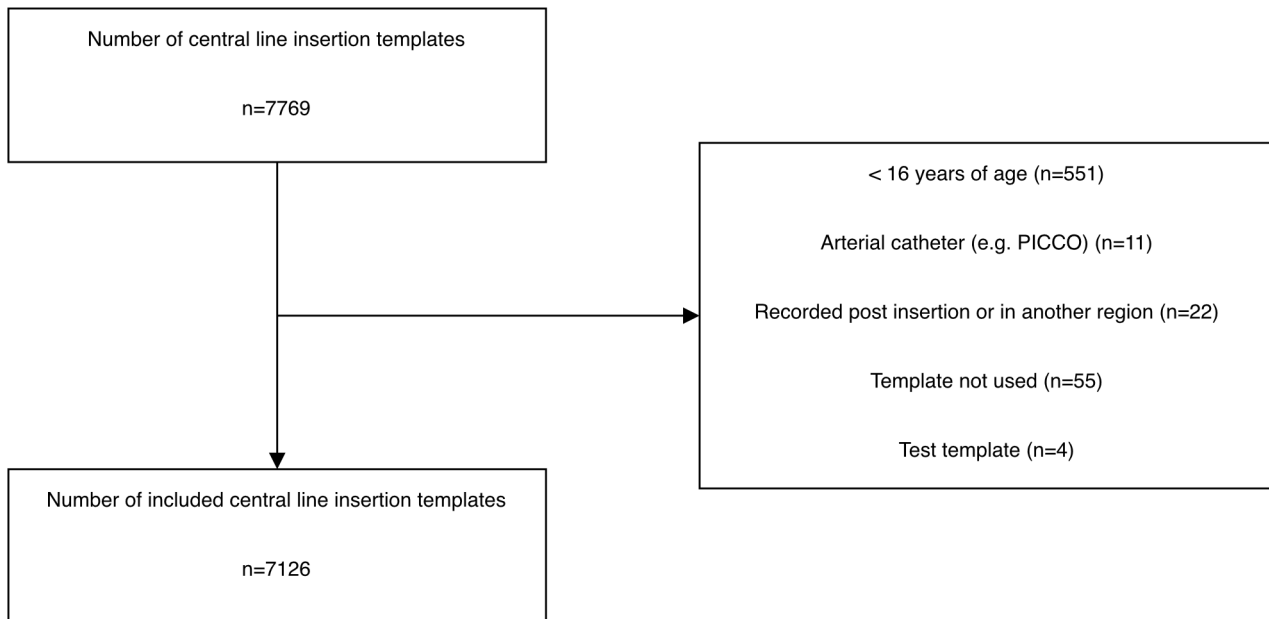 Number of central line insertion templates
n=7769
< 16 years of age (n=551)
Arterial catheter (e.g. PICCO) (n=11)
Recorded post insertion or in another region (n=22)
Template not used (n=55)
Test template (n=4)
Number of included central line insertion templates
n=7126